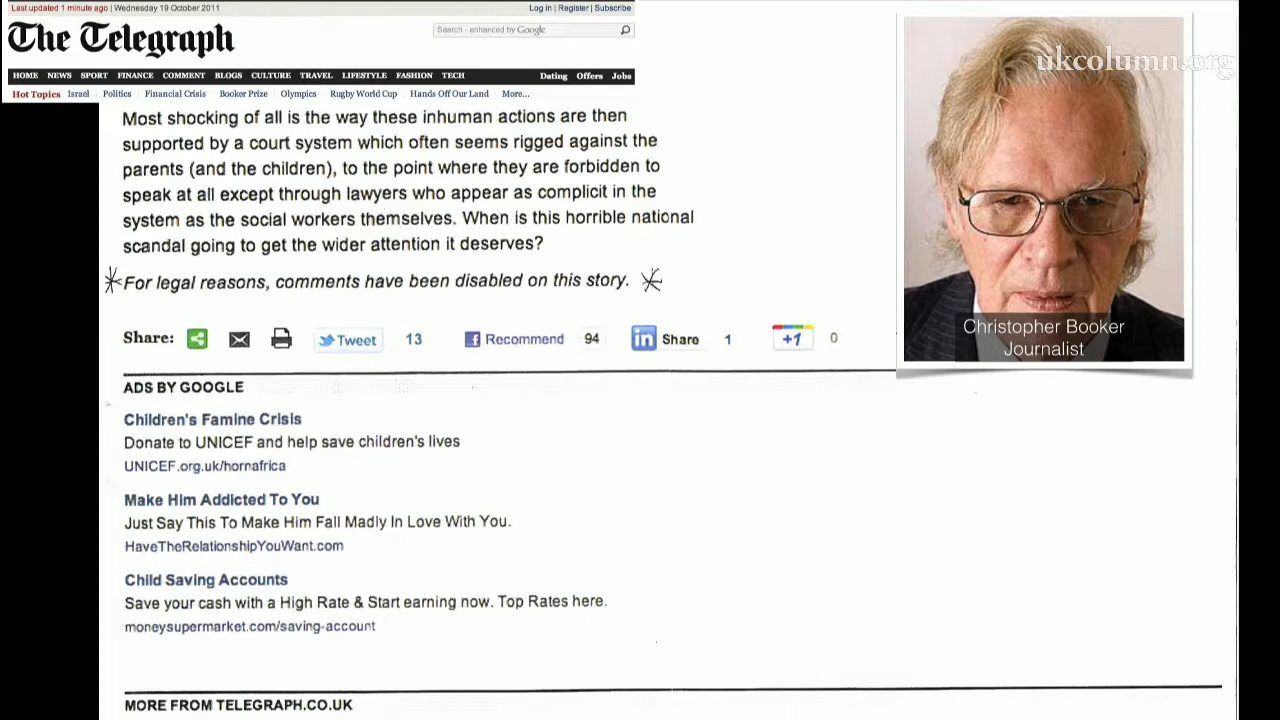 Last updated 1 minute ago | Wednesday 19 October 2011
Log in | Register | Subscribe
The Telegraph
Search - enhanced by Google
HOME NEWS SPORT FINANCE COMMENT BLOGS CULTURE TRAVEL LIFESTYLE FASHION TECH Dating Offers Jobs
Hot Topics Israel Politics Financial Crisis Booker Prize Olympics Rugby World Cup Hands Off Our Land More...
ukcolumn.org
Most shocking of all is the way these inhuman actions are then
supported by a court system which often seems rigged against the
parents (and the children), to the point where they are forbidden to
speak at all except through lawyers who appear as complicit in the
system as the social workers themselves. When is this horrible national
scandal going to get the wider attention it deserves?
*For legal reasons, comments have been disabled on this story. *
Christopher Booker
Journalist
Share: Tweet 13 Recommend 94 in Share 1 +1 0
ADS BY GOOGLE
Children's Famine Crisis
Donate to UNICEF and help save children's lives
UNICEF.org.uk/hornafrica
Make Him Addicted To You
Just Say This To Make Him Fall Madly In Love With You.
HaveTheRelationshipYouWant.com
Child Saving Accounts
Save your cash with a High Rate & Start earning now. Top Rates here.
moneysupermarket.com/saving-account
MORE FROM TELEGRAPH.CO.UK